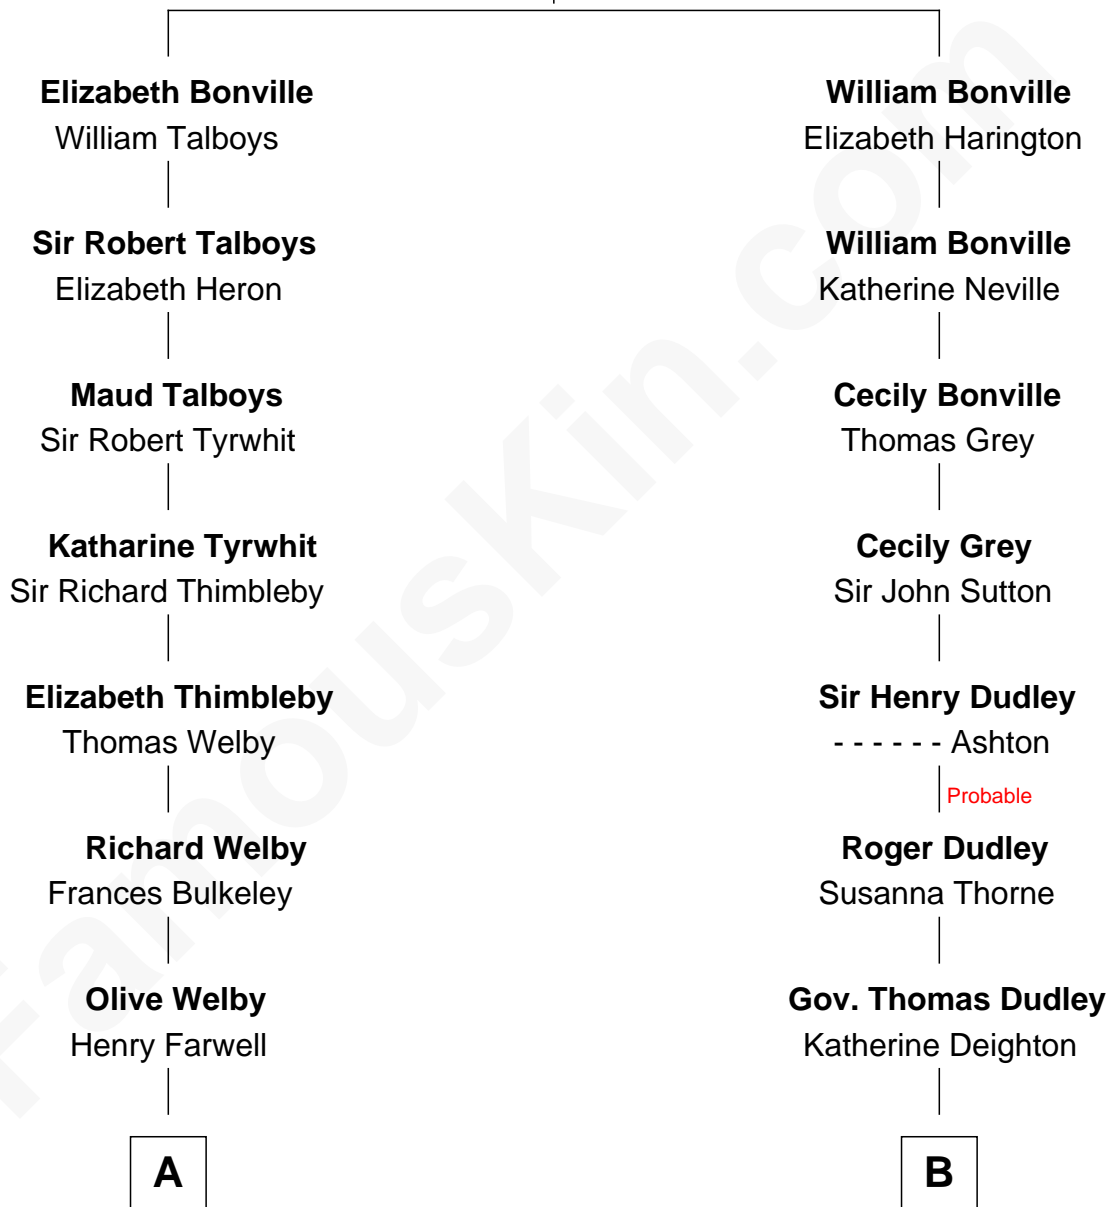 Elizabeth Bonville
William Talboys
William Bonville
Elizabeth Harington
Sir Robert Talboys
Elizabeth Heron
William Bonville
Katherine Neville
Maud Talboys
Sir Robert Tyrwhit
Cecily Bonville
Thomas Grey
Katharine Tyrwhit
Sir Richard Thimbleby
Cecily Grey
Sir John Sutton
Elizabeth Thimbleby
Thomas Welby
Sir Henry Dudley
- - - - - - Ashton
Probable
Richard Welby
Frances Bulkeley
Roger Dudley
Susanna Thorne
Olive Welby
Henry Farwell
Gov. Thomas Dudley
Katherine Deighton
A
B
FamousKin.com